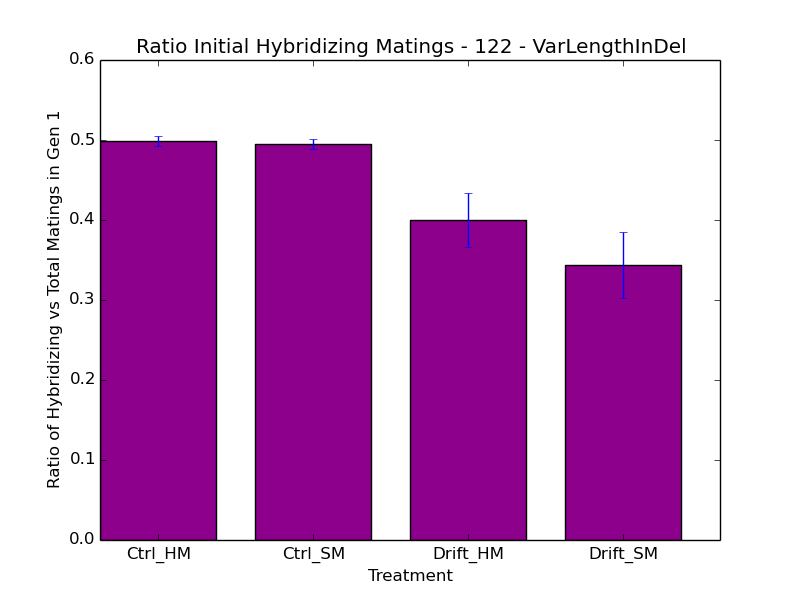 Ratio Initial Hybridizing Matings - 122 - VarLengthInDel
Ratio of Hybridizing vs Total Matings in Gen 1
0.6
0.5
0.4
0.3
0.2
0.1
0.0
Ctrl_HM
Ctrl_SM
Drift_HM
Drift_SM
Treatment